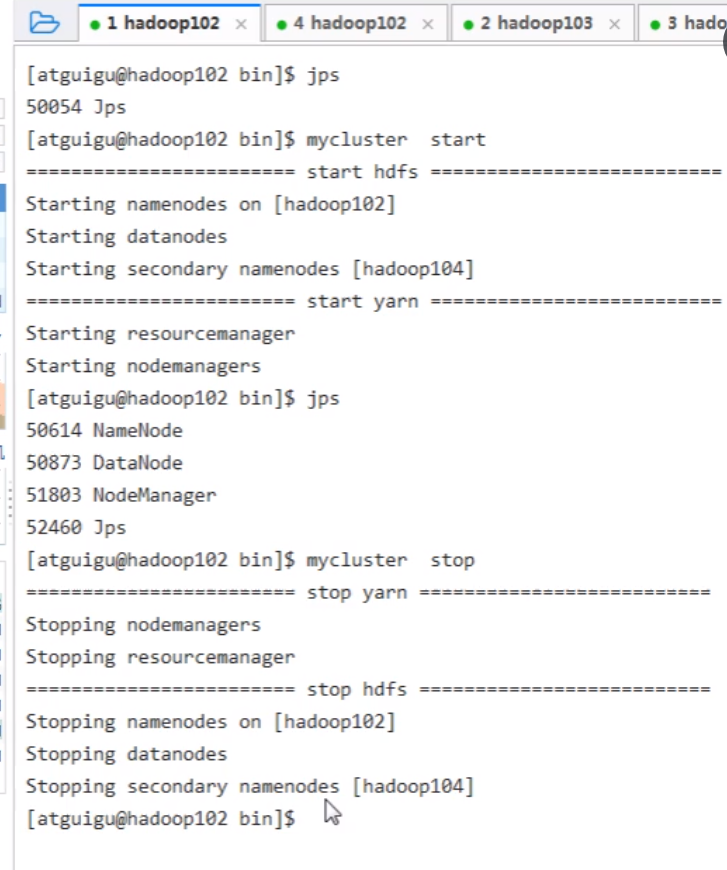 1 hadoop102 × 4 hadoop102 × 2 hadoop103 × 3 hado
[atguigu@hadoop102 bin]$ jps
50054 Jps
[atguigu@hadoop102 bin]$ mycluster  start
======================== start hdfs ==========================
Starting namenodes on [hadoop102]
Starting datanodes
Starting secondary namenodes [hadoop104]
======================== start yarn ==========================
Starting resourcemanager
Starting nodemanagers
[atguigu@hadoop102 bin]$ jps
50614 NameNode
50873 DataNode
51803 NodeManager
52460 Jps
[atguigu@hadoop102 bin]$ mycluster  stop
======================== stop yarn ==========================
Stopping nodemanagers
Stopping resourcemanager
======================== stop hdfs ==========================
Stopping namenodes on [hadoop102]
Stopping datanodes
Stopping secondary namenodes [hadoop104]
[atguigu@hadoop102 bin]$